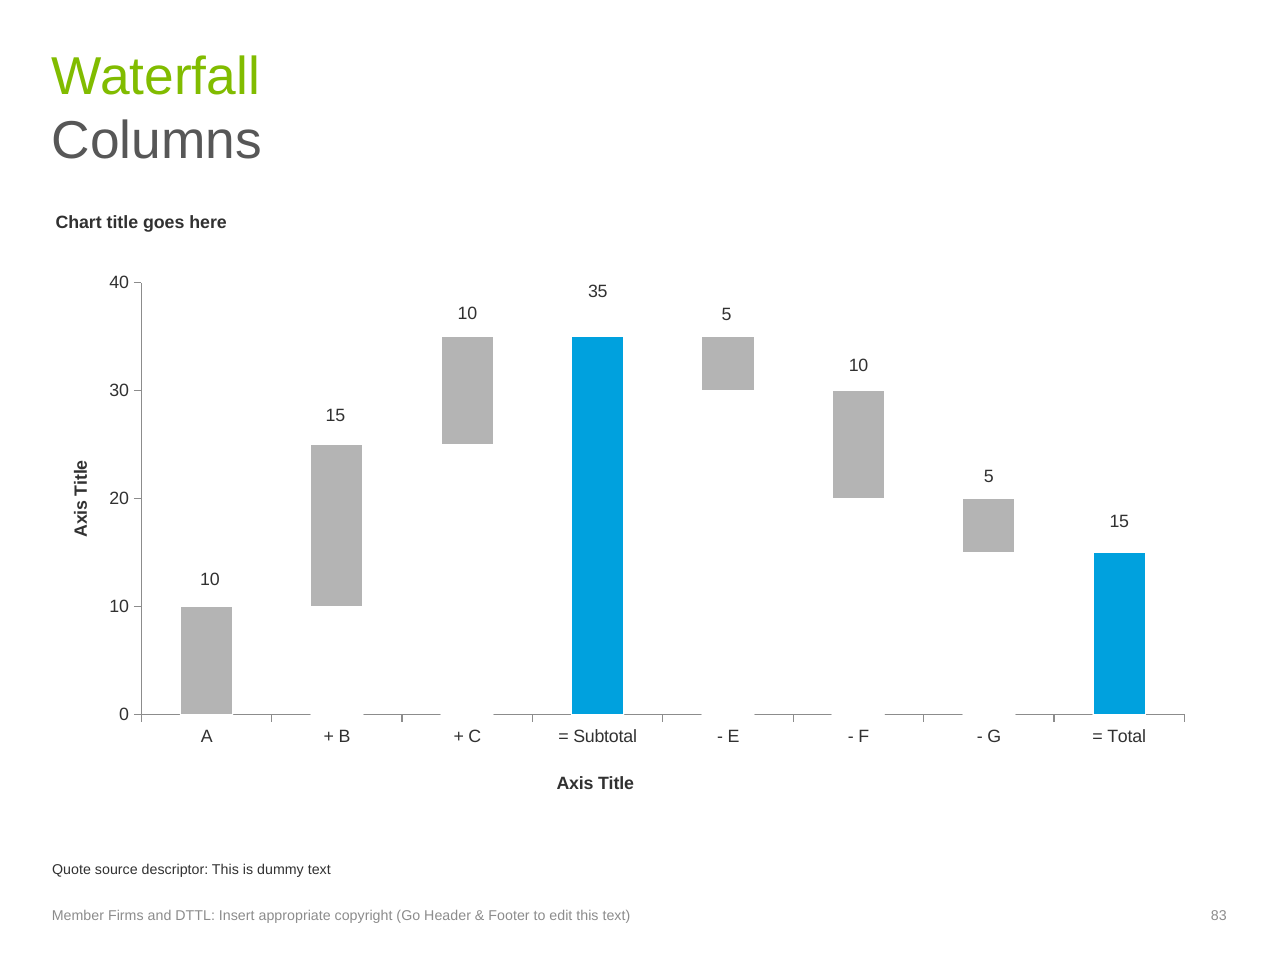 Waterfall
Columns
Chart title goes here
40
30
20
10
0
Axis Title
10
15
10
35
5
10
5
15
A
+ B
+ C
= Subtotal
- E
- F
- G
= Total
Axis Title
Quote source descriptor: This is dummy text
Member Firms and DTTL: Insert appropriate copyright (Go Header & Footer to edit this text)
83